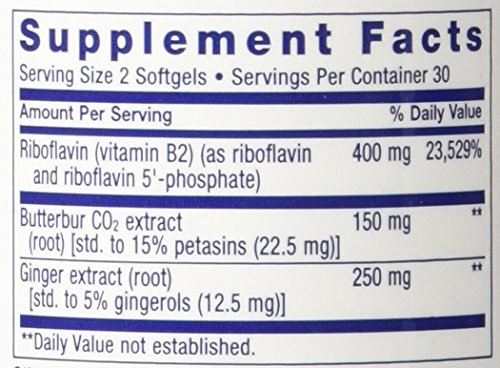 Supplement Facts
Serving Size 2 Softgels • Servings Per Container 30
Amount Per Serving % Daily Value
Riboflavin (vitamin B2) (as riboflavin 400 mg 23,529%
and riboflavin 5'-phosphate)
Butterbur CO₂ extract 150 mg **
(root) [std. to 15% petasins (22.5 mg)]
Ginger extract (root) 250 mg **
[std. to 5% gingerols (12.5 mg)]
**Daily Value not established.